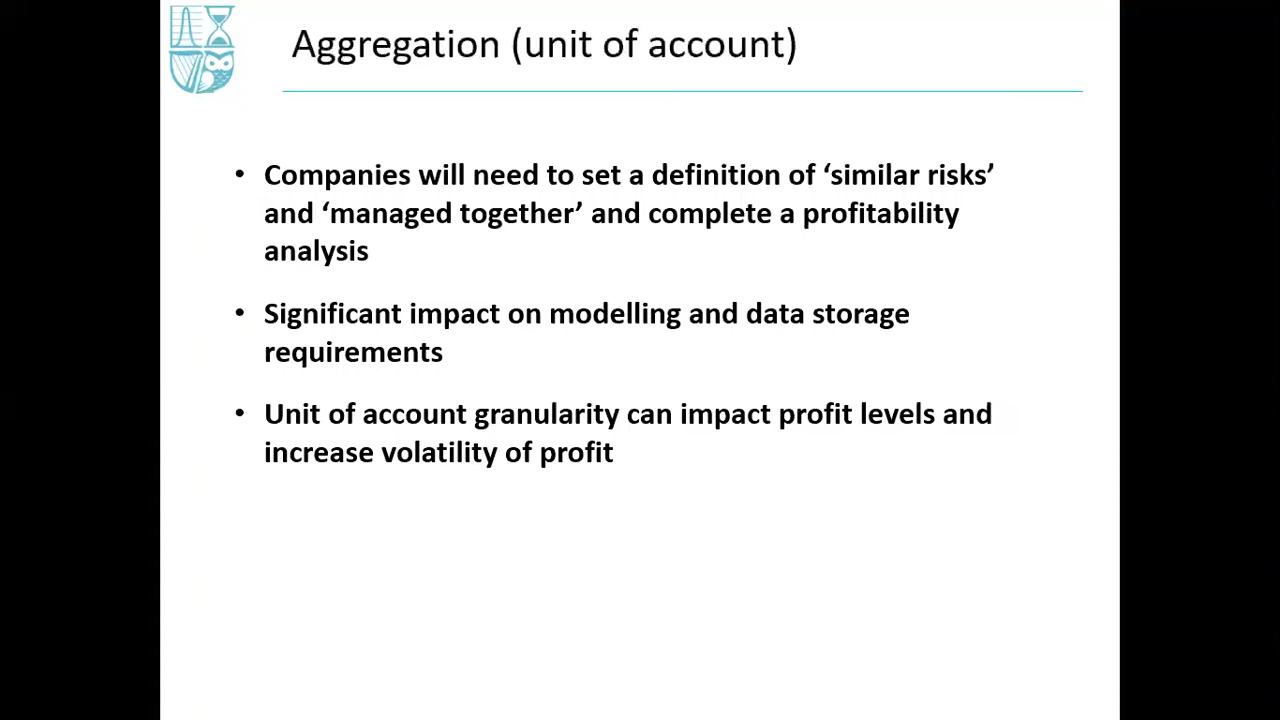 Aggregation (unit of account)
• Companies will need to set a definition of ‘similar risks’
and ‘managed together’ and complete a profitability
analysis
• Significant impact on modelling and data storage
requirements
• Unit of account granularity can impact profit levels and
increase volatility of profit